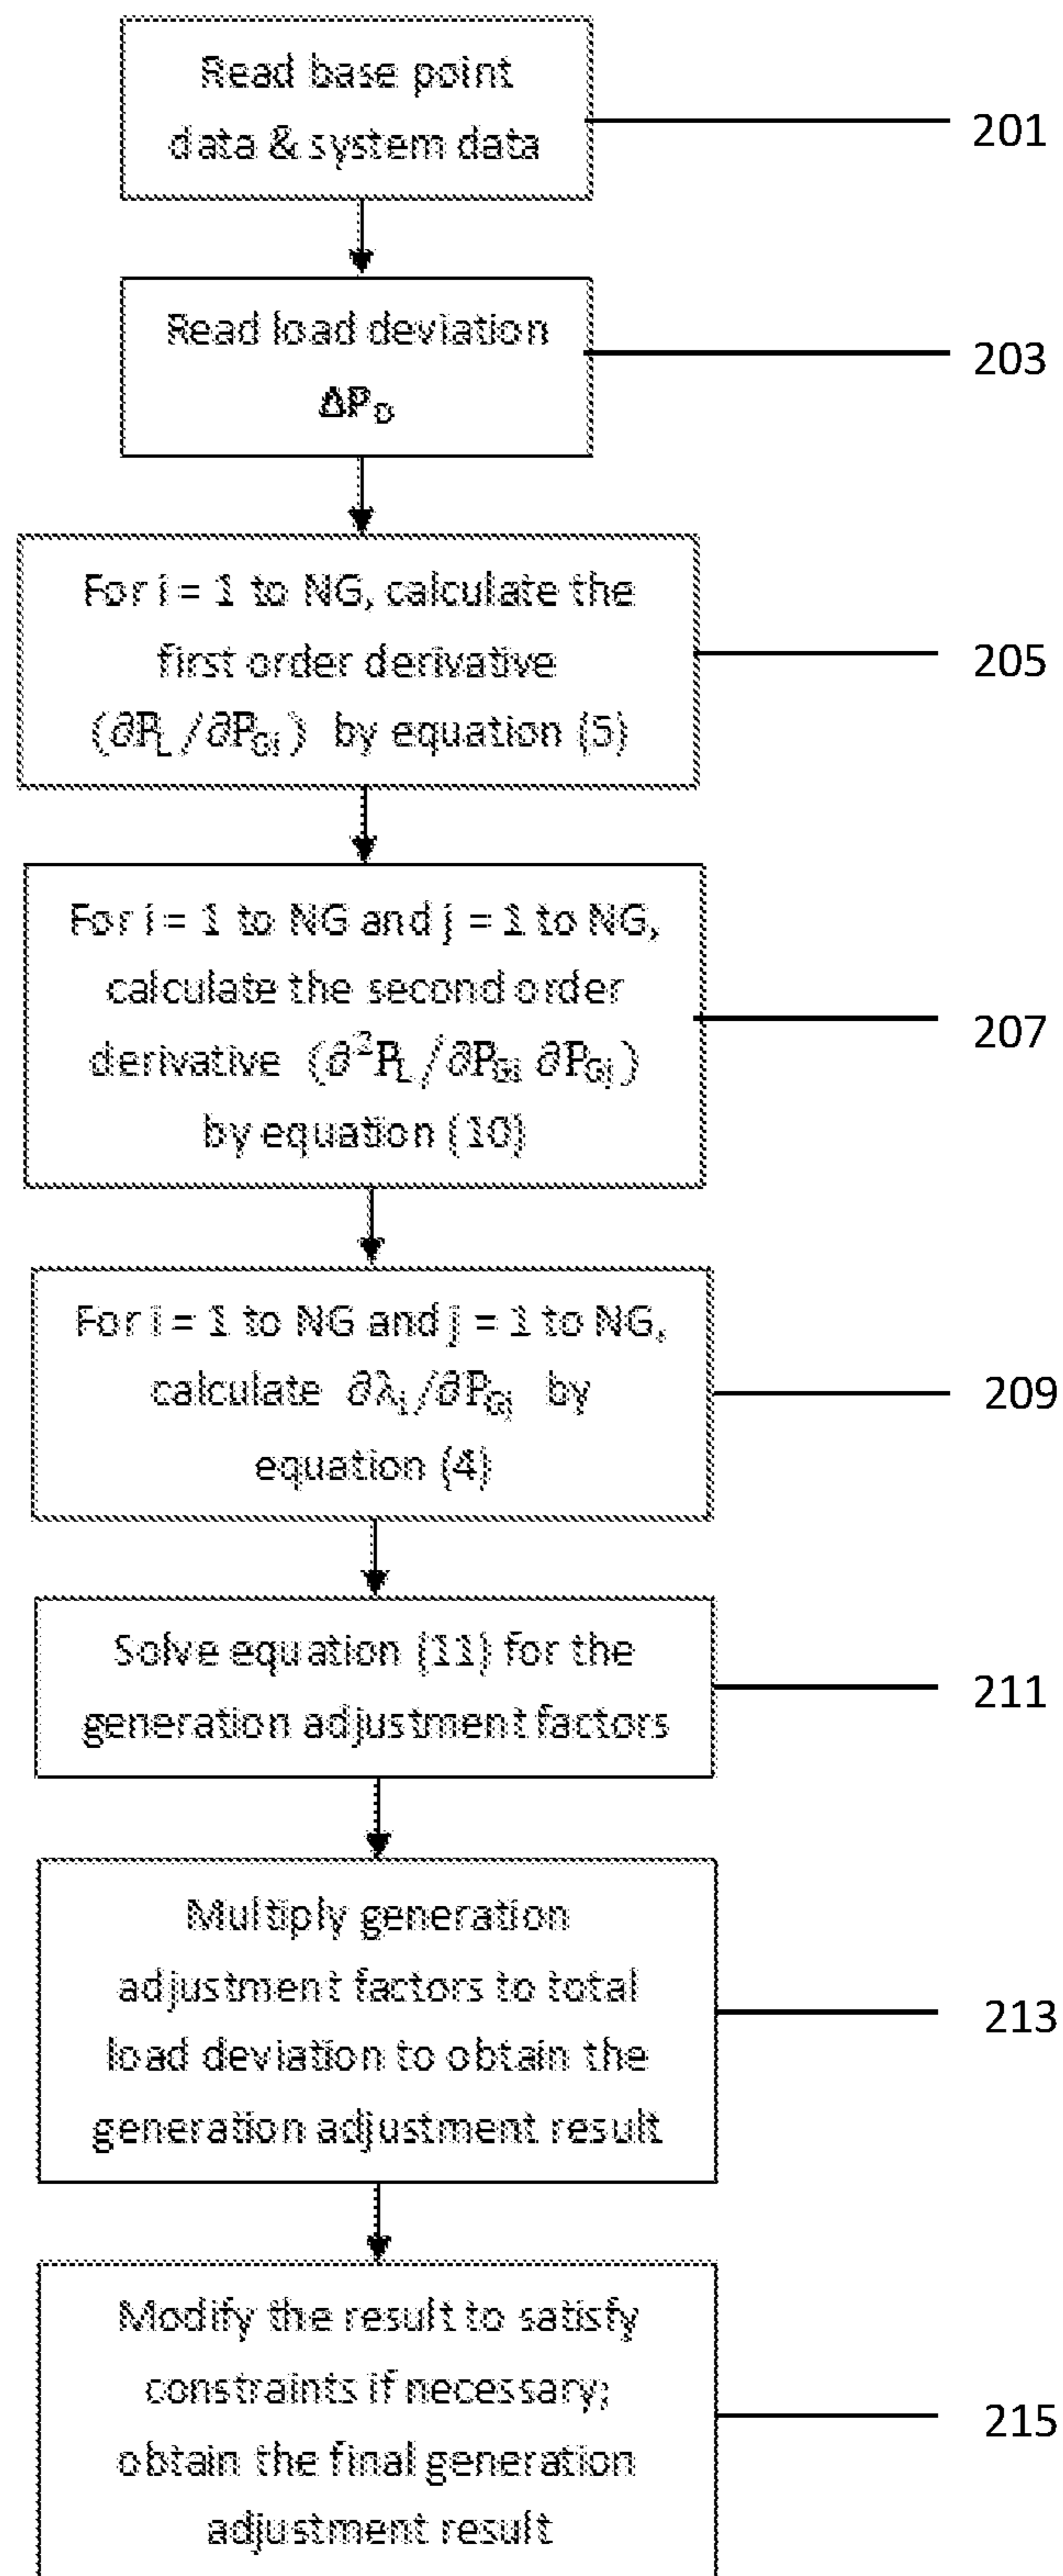 Read base point
data & system data
201
Read load deviation
ΔP_D
203
For i = 1 to NG, calculate the
first order derivative
(∂P_L/∂P_Gi) by equation (5)
205
For i = 1 to NG and j = 1 to NG,
calculate the second order
derivative (∂²P_L/∂P_Gi ∂P_Gj)
by equation (10)
207
For i = 1 to NG and j = 1 to NG,
calculate ∂λ_i/∂P_Gj by
equation (4)
209
Solve equation (11) for the
generation adjustment factors
211
Multiply generation
adjustment factors to total
load deviation to obtain the
generation adjustment result
213
Modify the result to satisfy
constraints if necessary;
obtain the final generation
adjustment result
215